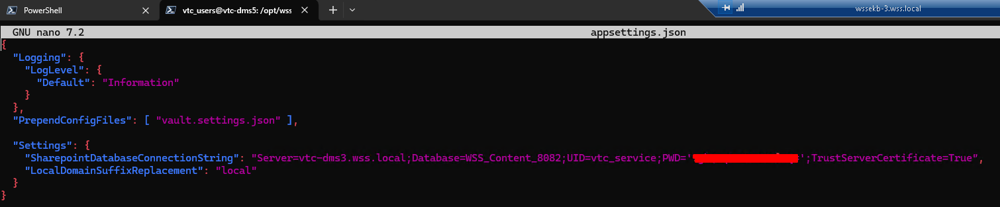 PowerShell
vtc_users@vtc-dms5: /opt/wss
wssekb-3.wss.local
GNU nano 7.2 appsettings.json
{
"Logging": {
"LogLevel": {
"Default": "Information"
}
},
"PrependConfigFiles": [ "vault.settings.json" ],
"Settings": {
"SharepointDatabaseConnectionString": "Server=vtc-dms3.wss.local;Database=WSS_Content_8082;UID=vtc_service;PWD='';TrustServerCertificate=True",
"LocalDomainSuffixReplacement": "local"
}
}